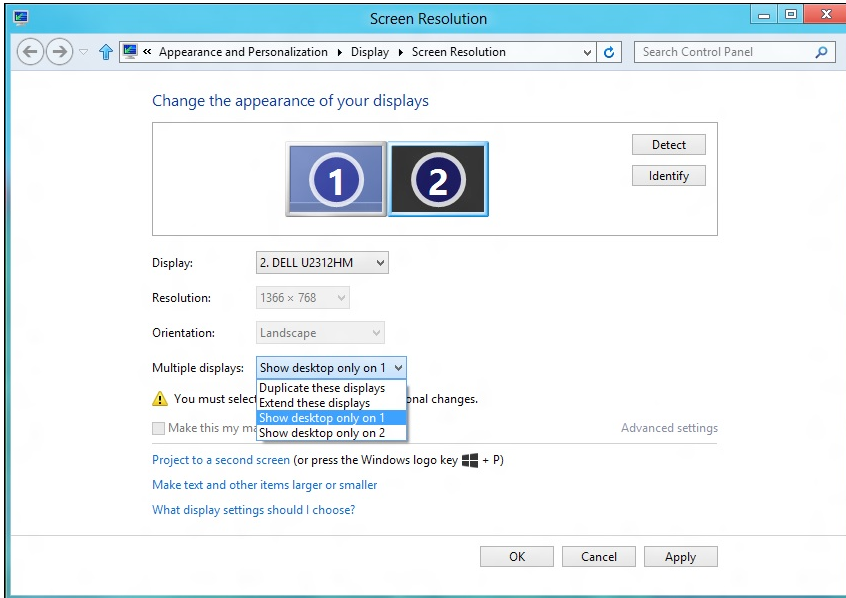 Screen Resolution
« Appearance and Personalization Display Screen Resolution
Search Control Panel
Change the appearance of your displays
1 2
Detect
Identify
Display: 2. DELL U2312HM
Resolution: 1366 × 768
Orientation: Landscape
Multiple displays: Show desktop only on 1
Duplicate these displays
You must select onal changes.
Extend these displays
Show desktop only on 1
Make this my ma Advanced settings
Show desktop only on 2
Project to a second screen (or press the Windows logo key + P)
Make text and other items larger or smaller
What display settings should I choose?
OK Cancel Apply